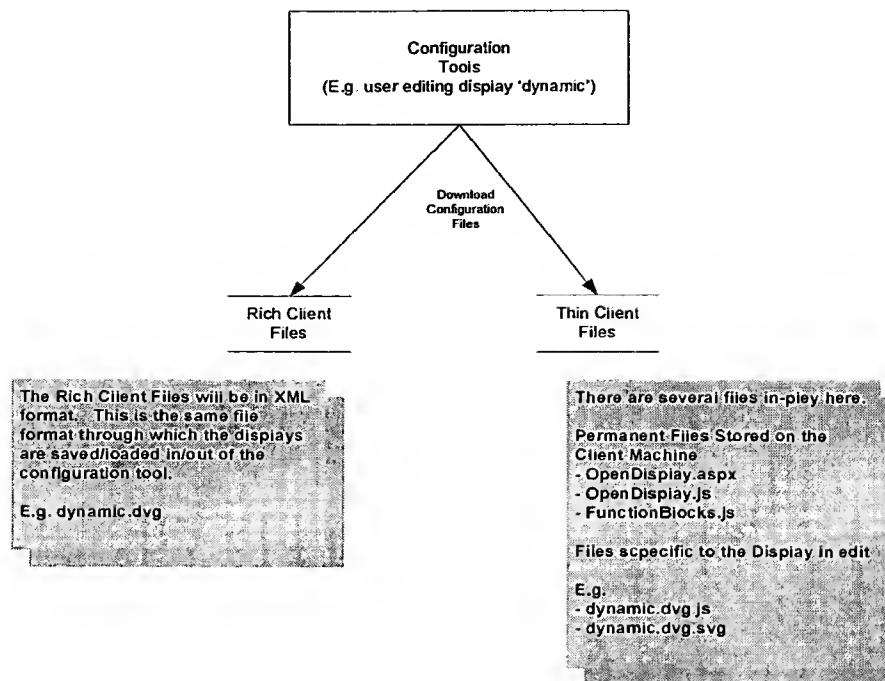 Configuration
Tools
(E.g. user editing display 'dynamic')
Download
Configuration
Files
Rich Client
Files
Thin Client
Files
The Rich Client Files will be in XML
format. This is the same file
format through which the displays
are saved/loaded in/out of the
configuration tool.
E.g. dynamic.dvg
There are several files in-pley here.
Permanent Files Stored on the
Client Machine
- OpenDisplay.aspx
- OpenDisplay.js
- FunctionBlocks.js
Files scpecific to the Display in edit
E.g.
- dynamic.dvg.js
- dynamic.dvg.svg